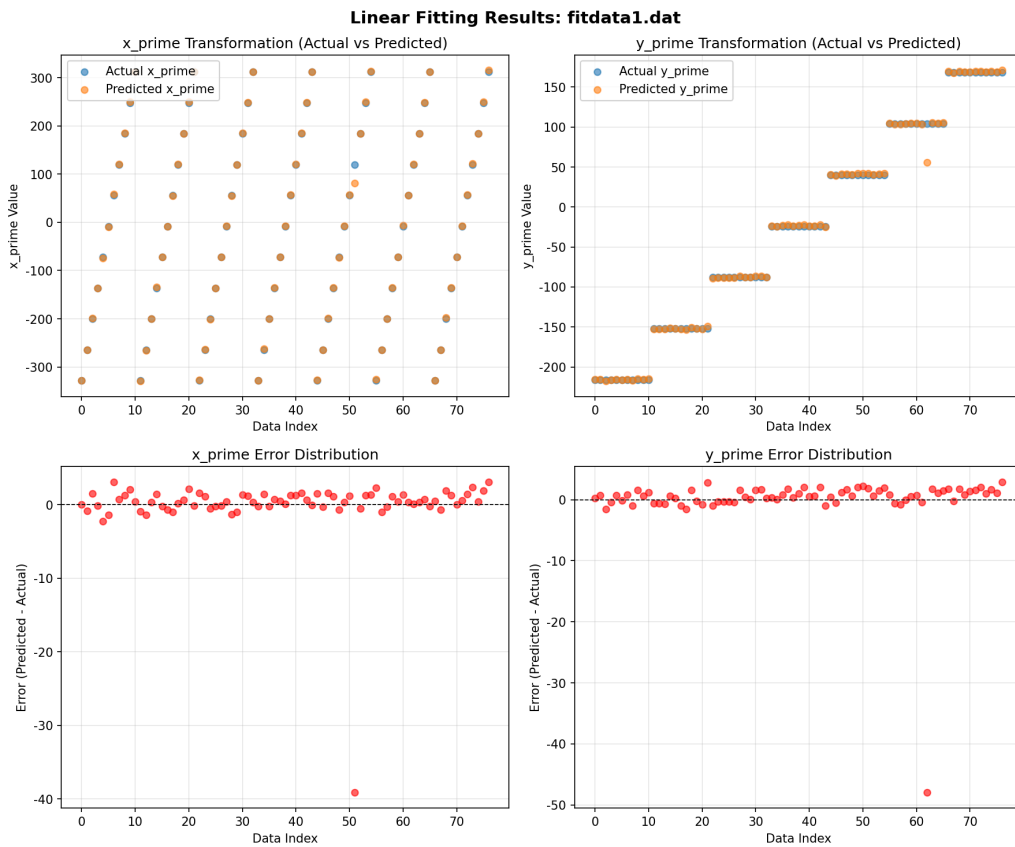 Linear Fitting Results: fitdata1.dat
x_prime Transformation (Actual vs Predicted)
Actual x_prime
Predicted x_prime
300
200
100
0
-100
-200
-300
x_prime Value
0 10 20 30 40 50 60 70
Data Index
y_prime Transformation (Actual vs Predicted)
Actual y_prime
Predicted y_prime
150
100
50
0
-50
-100
-150
-200
y_prime Value
0 10 20 30 40 50 60 70
Data Index
x_prime Error Distribution
0
-10
-20
-30
-40
Error (Predicted - Actual)
0 10 20 30 40 50 60 70
Data Index
y_prime Error Distribution
0
-10
-20
-30
-40
-50
Error (Predicted - Actual)
0 10 20 30 40 50 60 70
Data Index